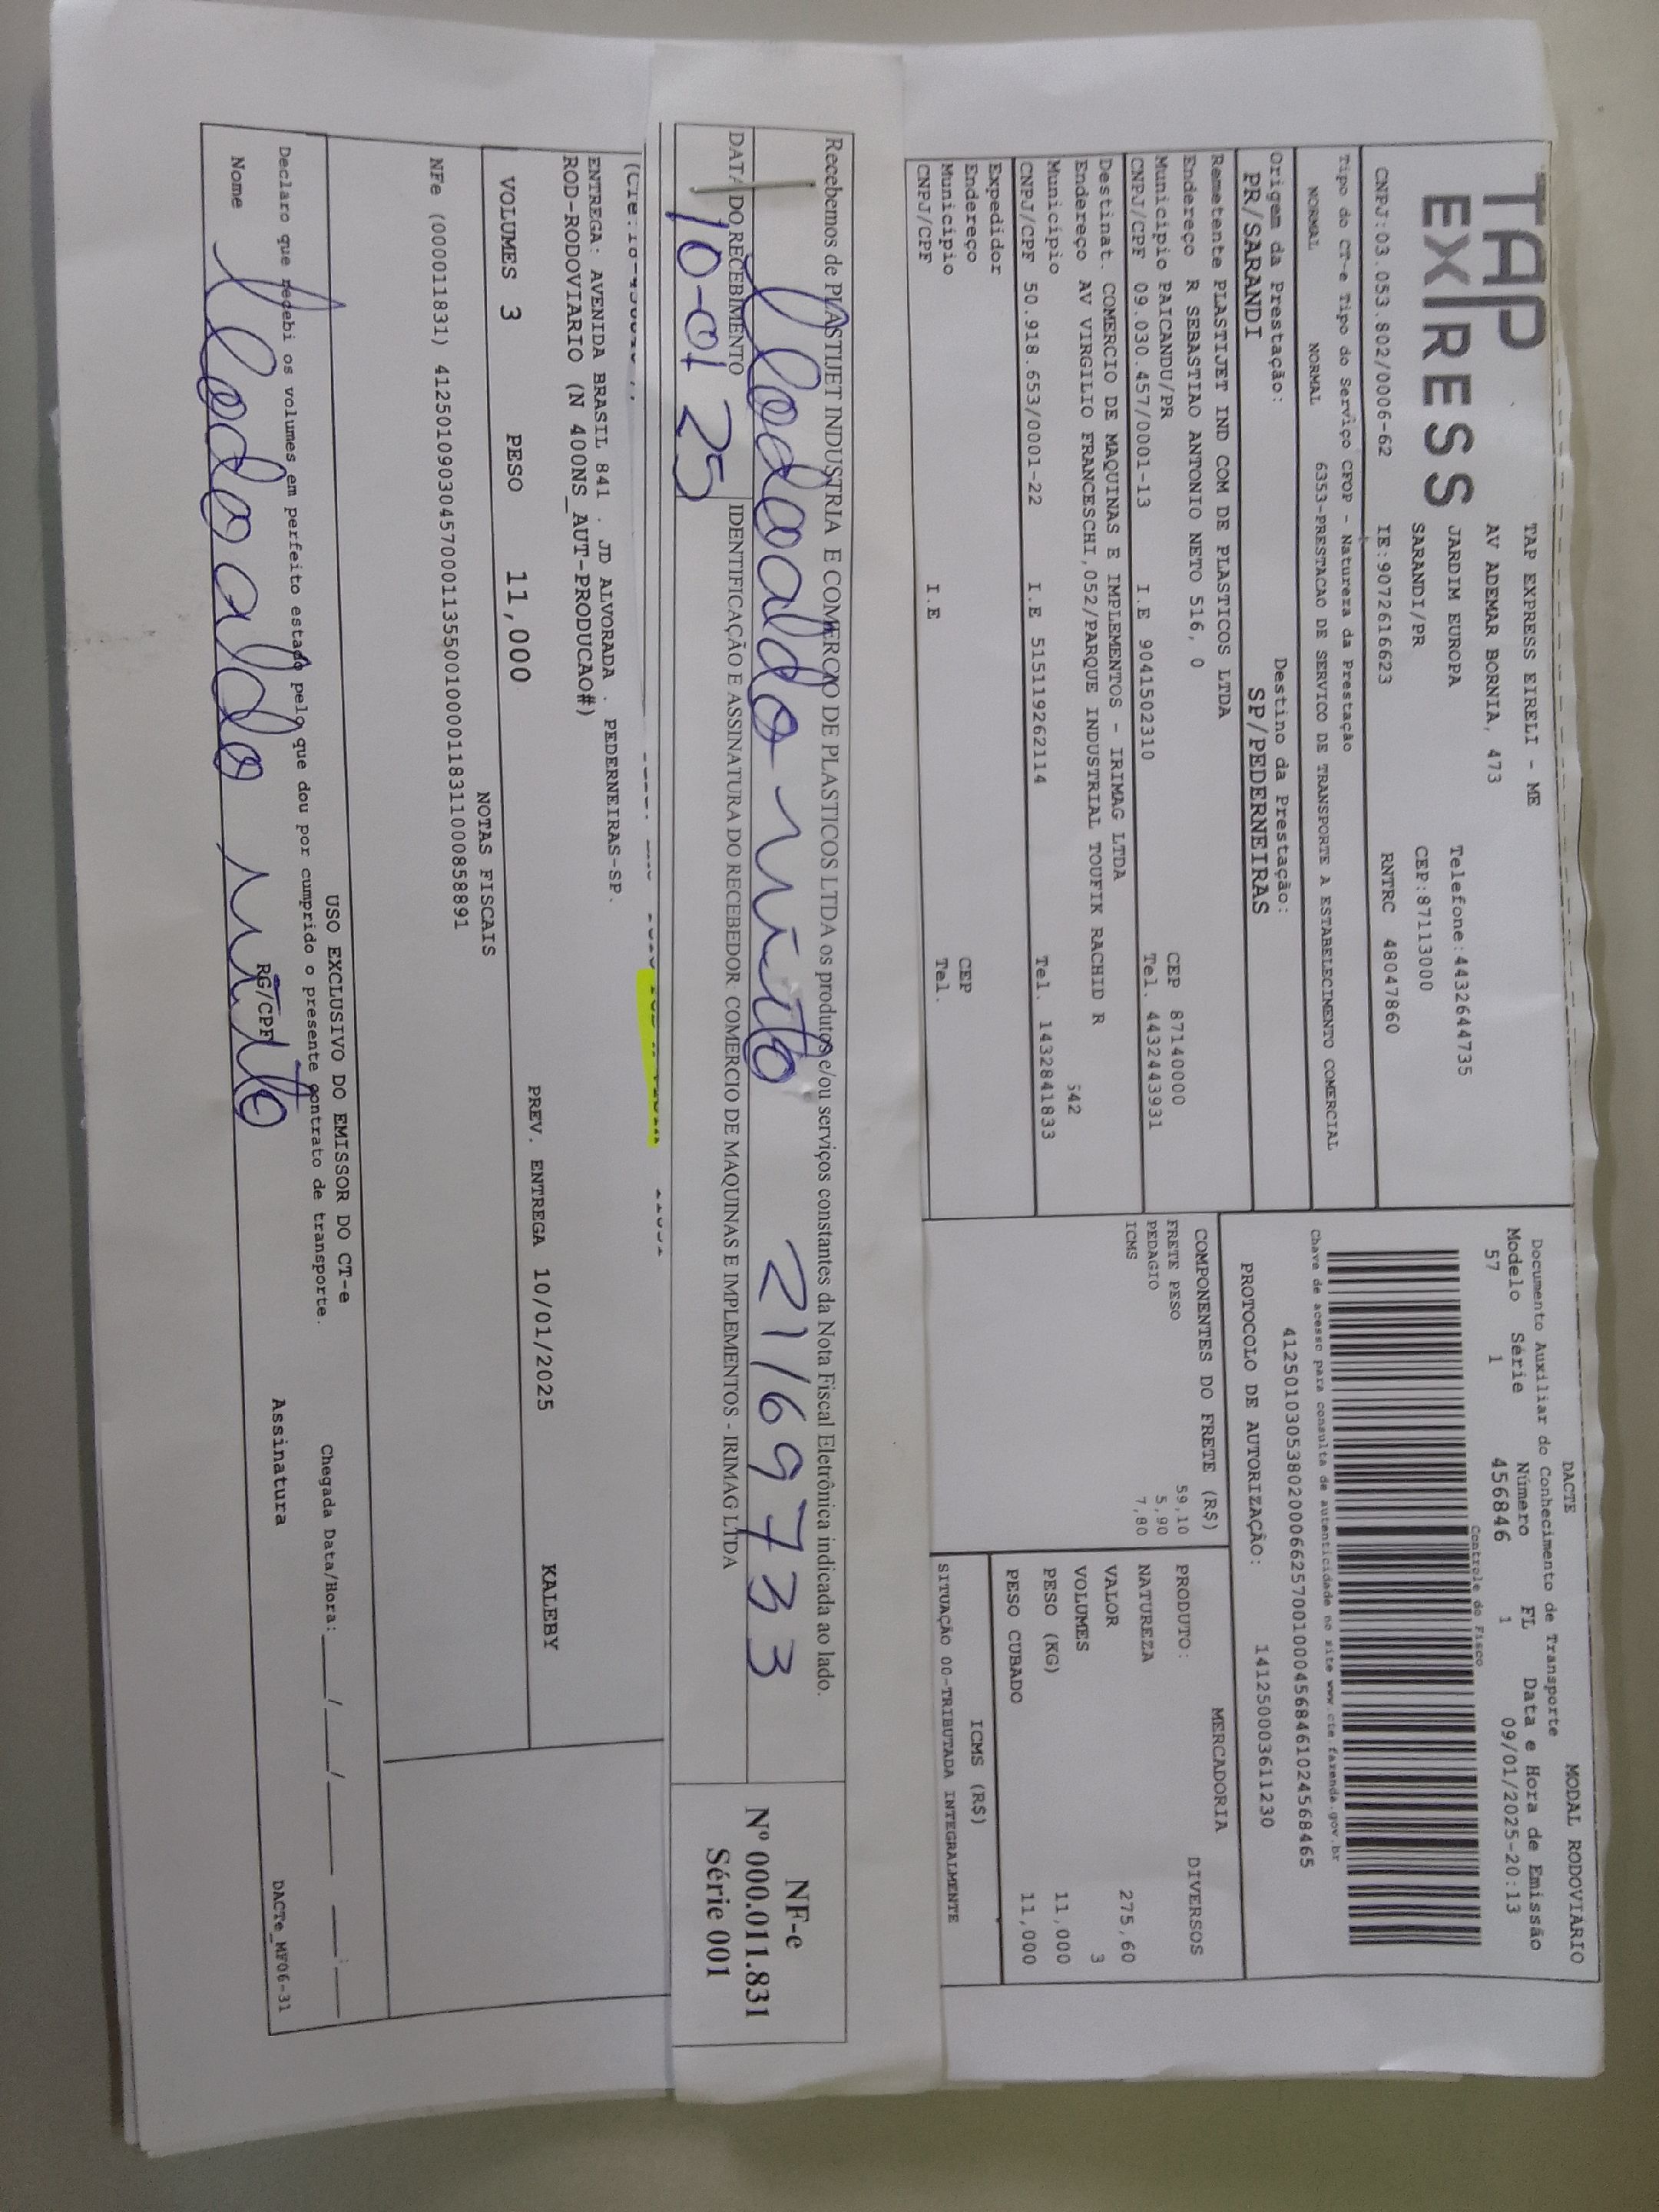 TAP
EXPRESS
TAP EXPRESS EIRELI - ME
AV ADEMAR BORNIA, 473
JARDIM EUROPA Telefone:4432644735
SARANDI/PR CEP:87113000
CNPJ:03.053.802/0006-62 IE:9072616623 RNTRC 48047860
DACTE MODAL RODOVIÁRIO
Documento Auxiliar do Conhecimento de Transporte
Modelo Série Número FL Data e Hora de Emissão
57 1 456846 1 09/01/2025-20:13
Controle do Fisco
Chave de acesso para consulta de autenticidade no site www.cte.fazenda.gov.br
41250103053802000662570010004568461024568465
PROTOCOLO DE AUTORIZAÇÃO: 141250003611230
Tipo do CT-e Tipo do Serviço CFOP - Natureza da Prestação
NORMAL NORMAL 6353-PRESTACAO DE SERVICO DE TRANSPORTE A ESTABELECIMENTO COMERCIAL
Origem da Prestação: Destino da Prestação:
PR/SARANDI SP/PEDERNEIRAS
Remetente PLASTIJET IND COM DE PLASTICOS LTDA
Endereço R SEBASTIAO ANTONIO NETO 516, 0
Município PAICANDU/PR CEP 87140000
CNPJ/CPF 09.030.457/0001-13 I.E 9041502310 Tel. 4432443931
Destinat. COMERCIO DE MAQUINAS E IMPLEMENTOS - IRIMAG LTDA
Endereço AV VIRGILIO FRANCESCHI,052/PARQUE INDUSTRIAL TOUFIK RACHID R
Município 542
CNPJ/CPF 50.918.653/0001-22 I.E 515119262114 Tel. 1432841833
Expedidor
Endereço
Município CEP
CNPJ/CPF I.E Tel.
COMPONENTES DO FRETE (R$)
FRETE PESO 59,10
PEDAGIO 5,90
ICMS 7,80
MERCADORIA
PRODUTO: DIVERSOS
NATUREZA
VALOR 275,60
VOLUMES 3
PESO (KG) 11,000
PESO CUBADO 11,000
ICMS (R$)
SITUAÇÃO 00-TRIBUTADA INTEGRALMENTE
Recebemos de PLASTIJET INDUSTRIA E COMERCIO DE PLASTICOS LTDA os produtos e/ou serviços constantes da Nota Fiscal Eletrônica indicada ao lado.
21169733
DATA DO RECEBIMENTO IDENTIFICAÇÃO E ASSINATURA DO RECEBEDOR: COMERCIO DE MAQUINAS E IMPLEMENTOS - IRIMAG LTDA
10-01 25
NF-e
Nº 000.011.831
Série 001
ENTREGA: AVENIDA BRASIL 841 . JD ALVORADA . PEDERNEIRAS-SP.
ROD-RODOVIARIO (N 400NS_AUT-PRODUCAO#)
VOLUMES 3 PESO 11,000 PREV. ENTREGA 10/01/2025 KALEBY
NOTAS FISCAIS
NFe (000011831) 41250109030457000113550010000118311000858891
USO EXCLUSIVO DO EMISSOR DO CT-e
Declaro que recebi os volumes em perfeito estado pelo que dou por cumprido o presente contrato de transporte.
Chegada Data/Hora:___/___/____ __:__
Nome RG/CPF Assinatura DACTe_MF06-31